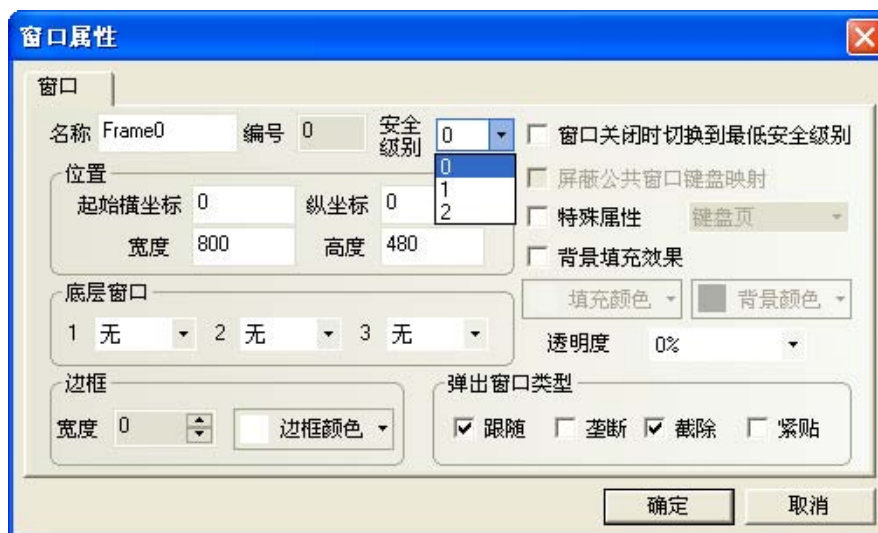 窗口属性
窗口
名称 Frame0 编号 0 安全级别 0 窗口关闭时切换到最低安全级别
0
1
2
屏蔽公共窗口键盘映射
位置
起始横坐标 0 纵坐标 0 特殊属性 键盘页
宽度 800 高度 480 背景填充效果
底层窗口 填充颜色 背景颜色
1 无 2 无 3 无 透明度 0%
边框 弹出窗口类型
宽度 0 边框颜色 跟随 垄断 截除 紧贴
确定 取消